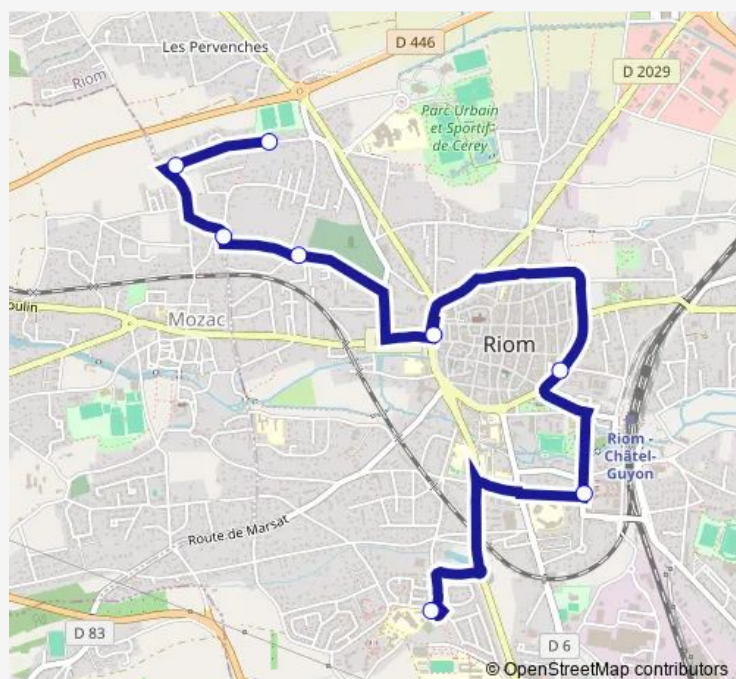 Les Pervenches
D 446
D 2029
Riom
Parc Urbain
et Sportif
de Cerey
oulin
Mozac
Riom
Riom -
Châtel-
Guyon
Route de Marsat
D 83
D 6
© OpenStreetMap contributors